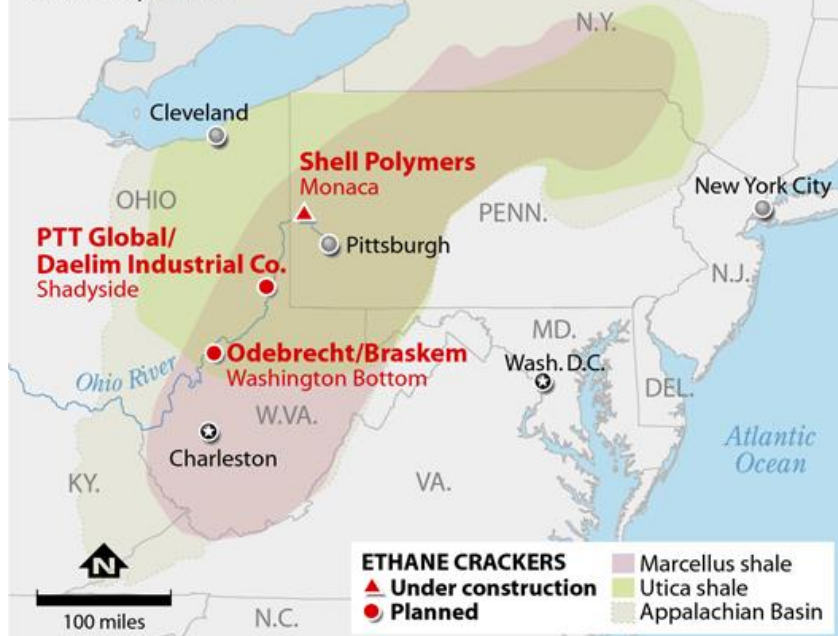 N.Y.
Cleveland
Shell Polymers
Monaca
OHIO
New York City
PENN.
PTT Global/
Daelim Industrial Co.
Shadyside
Pittsburgh
N.J.
MD.
Odebrecht/Braskem
Washington Bottom
Wash. D.C.
Ohio River
DEL.
W.VA.
Charleston
Atlantic
Ocean
KY.
VA.
N
100 miles
N.C.
ETHANE CRACKERS
Under construction
Planned
Marcellus shale
Utica shale
Appalachian Basin